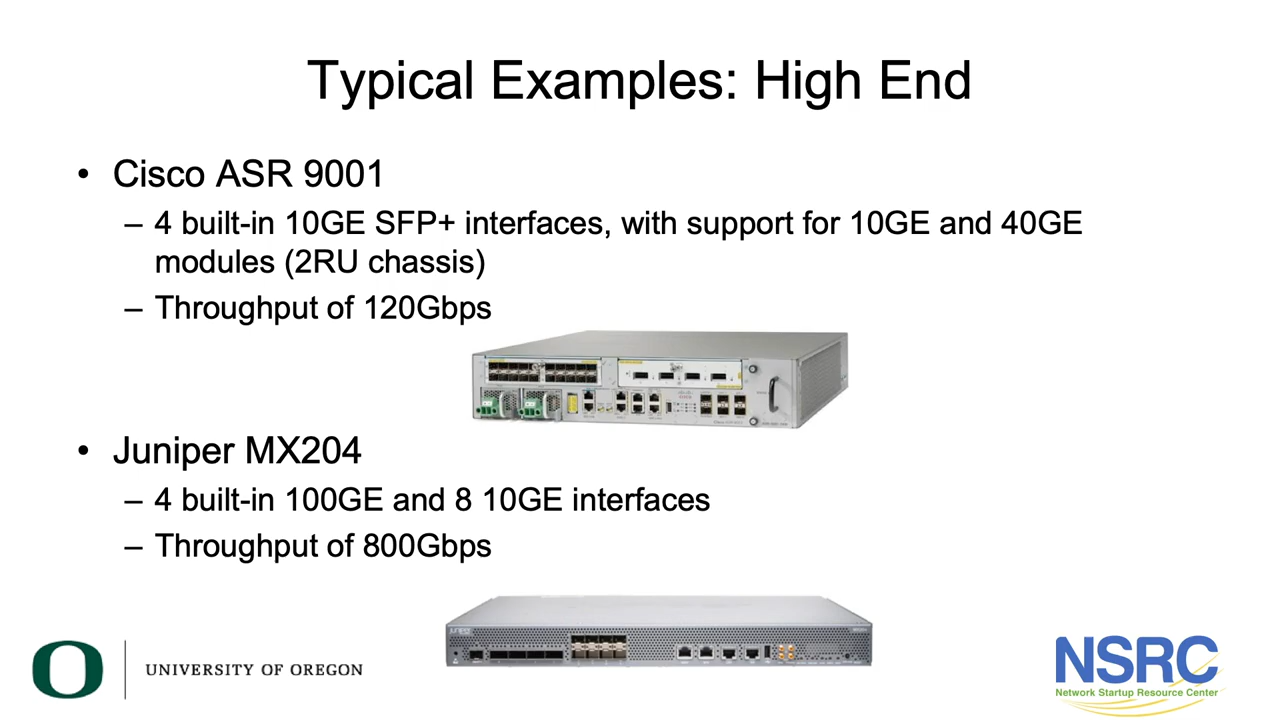 Typical Examples: High End
• Cisco ASR 9001
– 4 built-in 10GE SFP+ interfaces, with support for 10GE and 40GE
modules (2RU chassis)
– Throughput of 120Gbps
• Juniper MX204
– 4 built-in 100GE and 8 10GE interfaces
– Throughput of 800Gbps
O
UNIVERSITY OF OREGON
NSRC
Network Startup Resource Center